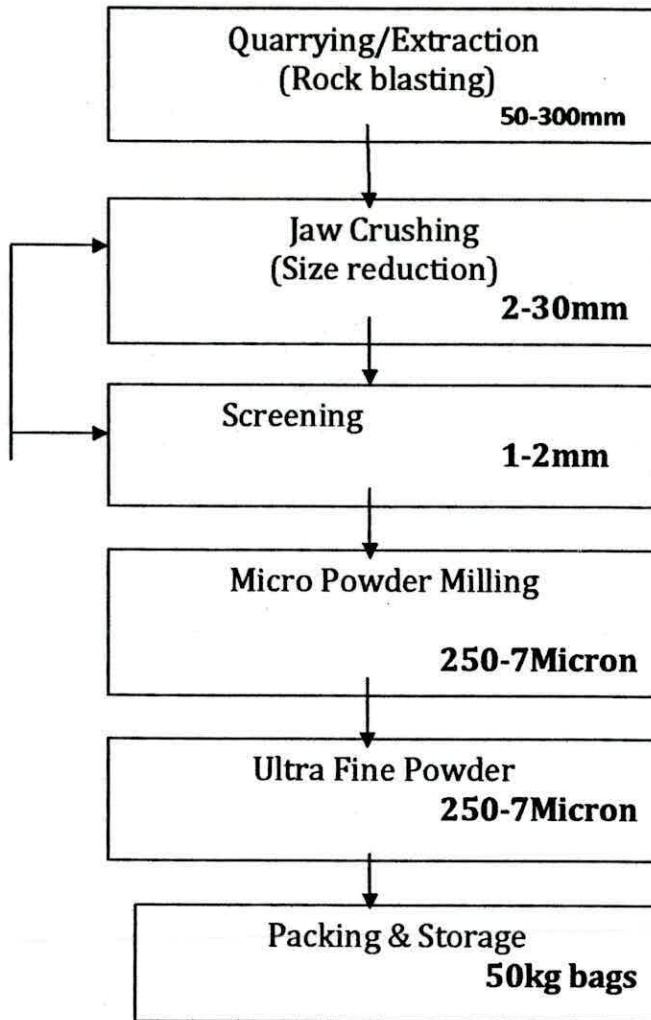 Quarrying/Extraction
(Rock blasting)
50-300mm
Jaw Crushing
(Size reduction)
2-30mm
Screening
1-2mm
Micro Powder Milling
250-7Micron
Ultra Fine Powder
250-7Micron
Packing & Storage
50kg bags